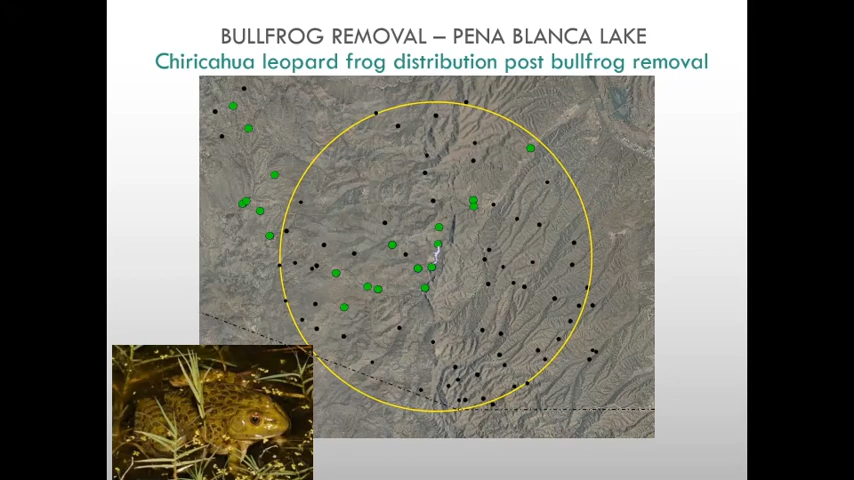 BULLFROG REMOVAL – PENA BLANCA LAKE
Chiricahua leopard frog distribution post bullfrog removal